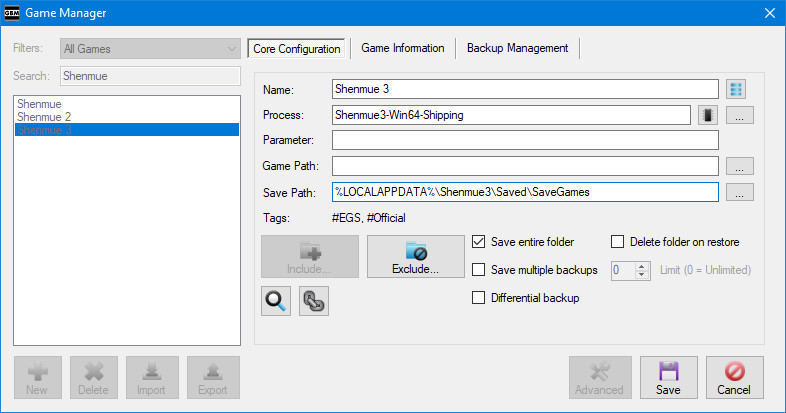 GBM Game Manager
Filters: All Games
Search: Shenmue
Shenmue
Shenmue 2
Shenmue 3
Core Configuration Game Information Backup Management
Name: Shenmue 3
Process: Shenmue3-Win64-Shipping ...
Parameter:
Game Path: ...
Save Path: %LOCALAPPDATA%\Shenmue3\Saved\SaveGames ...
Tags: #EGS, #Official
Include... Exclude...
Save entire folder Delete folder on restore
Save multiple backups 0 Limit (0 = Unlimited)
Differential backup
New Delete Import Export
Advanced Save Cancel